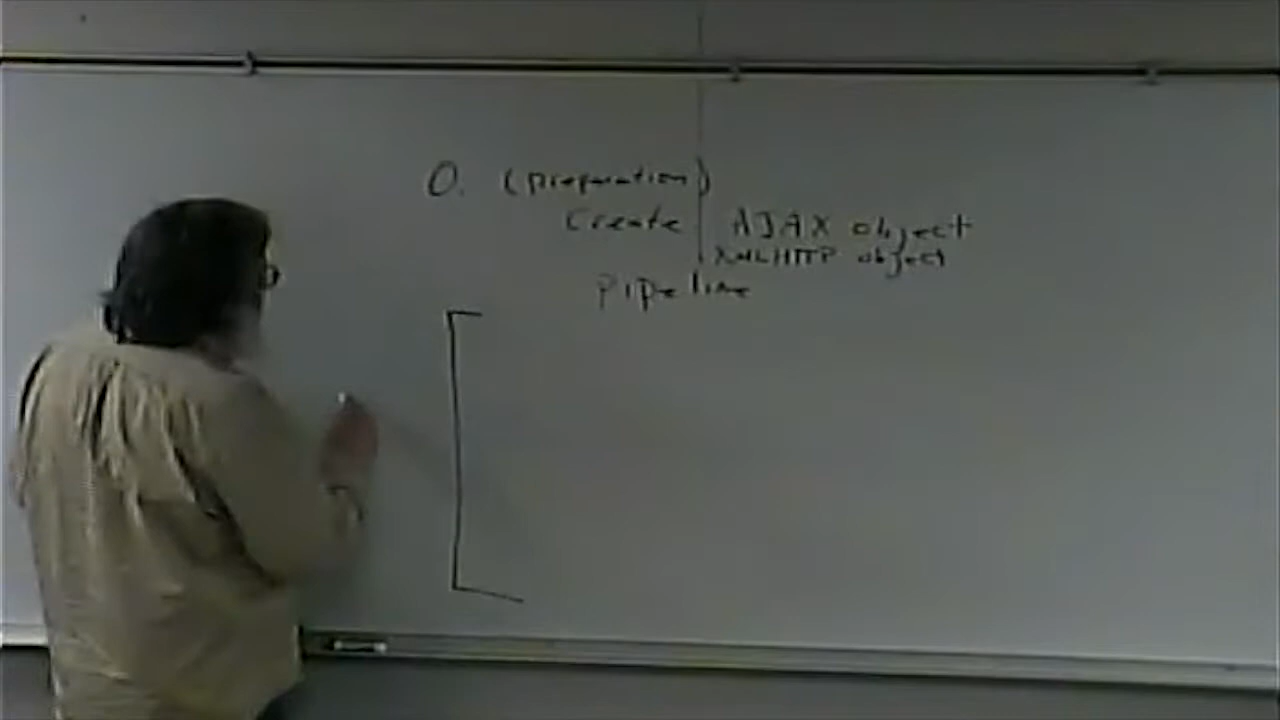 0. (preparation)
Create AJAX object
XMLHTTP object
Pipeline